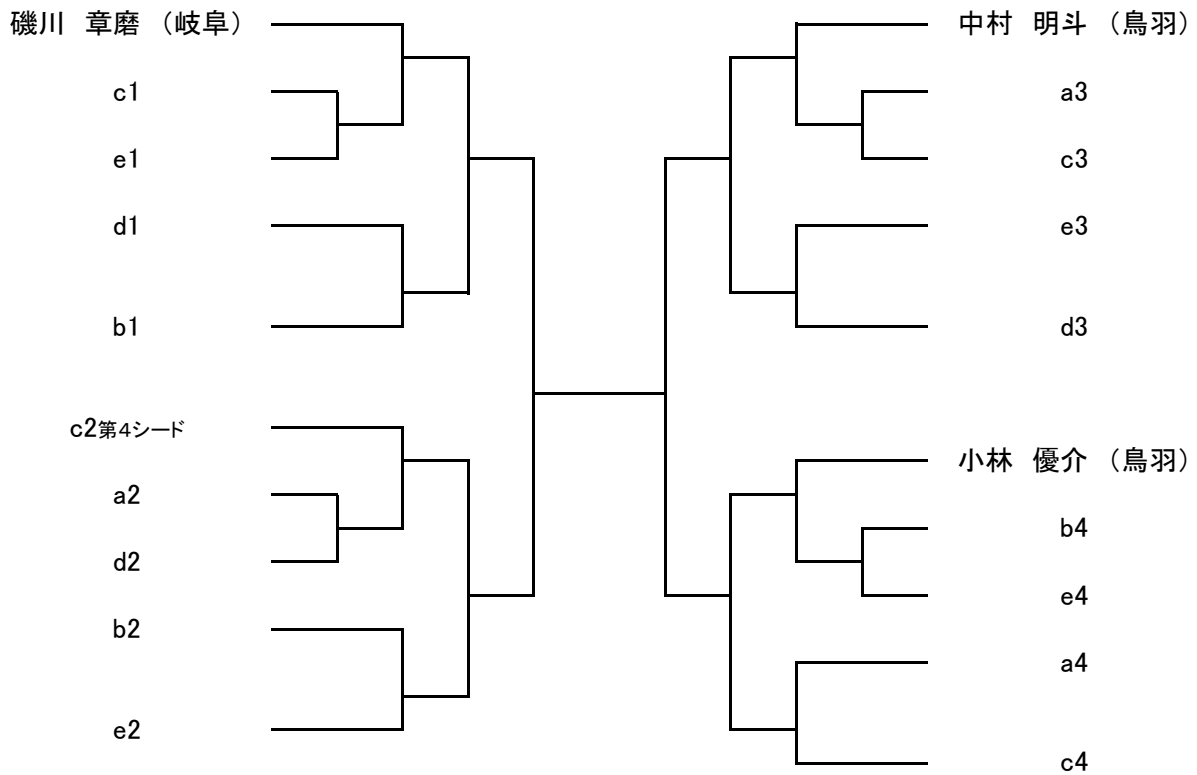 磯川　章磨　（岐阜）
c1
e1
d1
b1
c2第4シード
a2
d2
b2
e2
中村　明斗　（鳥羽）
a3
c3
e3
d3
小林　優介　（鳥羽）
b4
e4
a4
c4